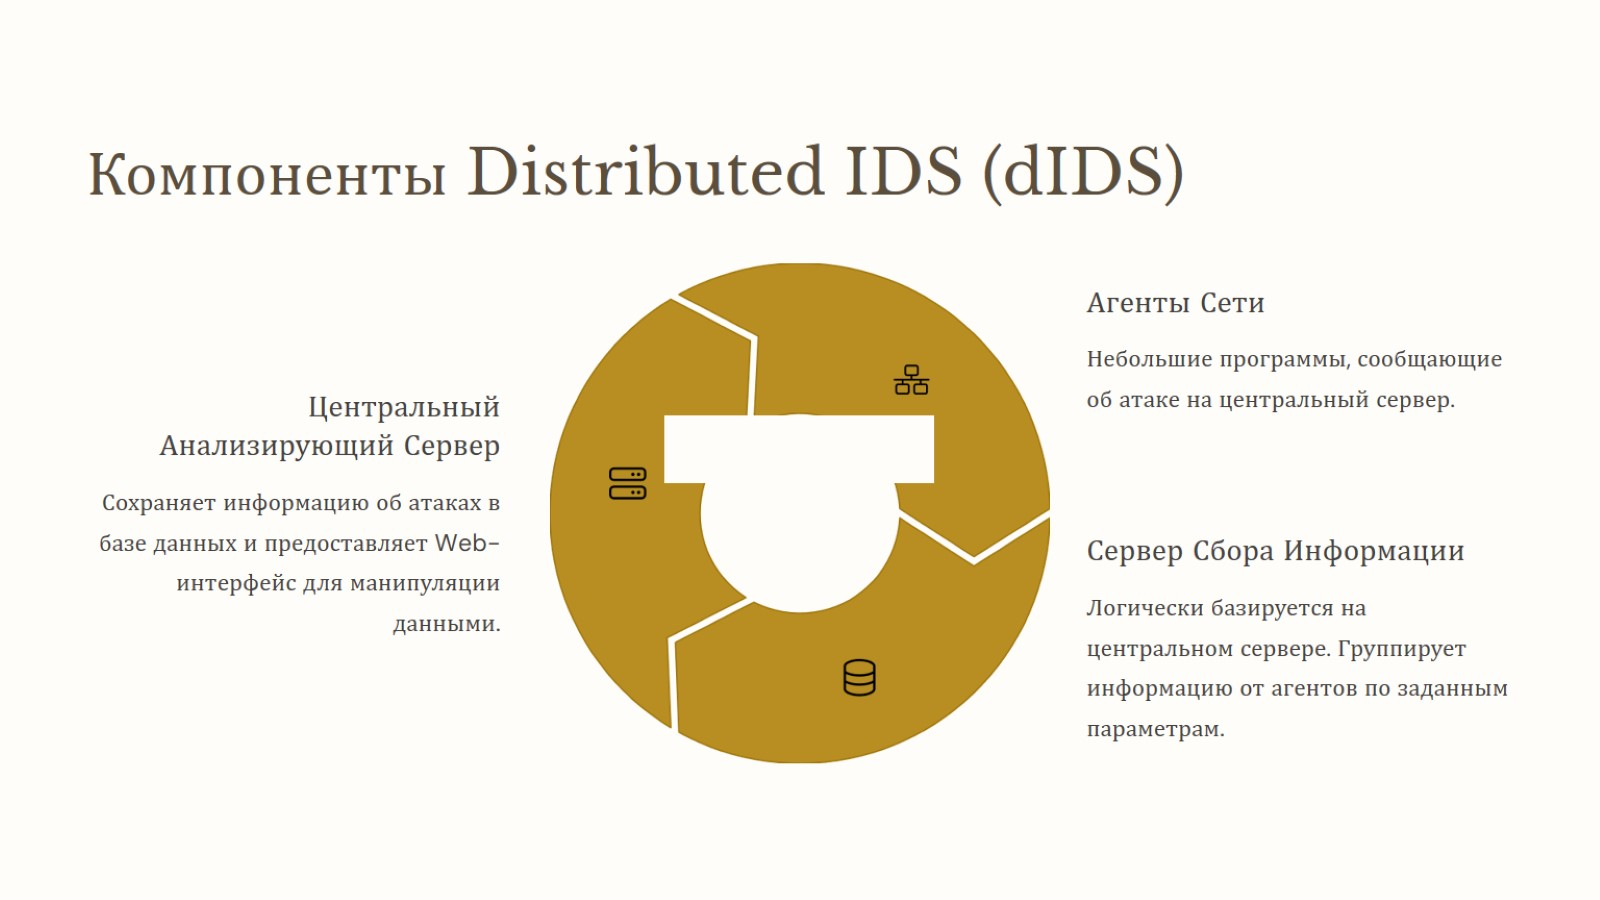 Компоненты Distributed IDS (dIDS)
Центральный
Анализирующий Сервер
Сохраняет информацию об атаках в
базе данных и предоставляет Web-
интерфейс для манипуляции
данными.
Агенты Сети
Небольшие программы, сообщающие
об атаке на центральный сервер.
Сервер Сбора Информации
Логически базируется на
центральном сервере. Группирует
информацию от агентов по заданным
параметрам.